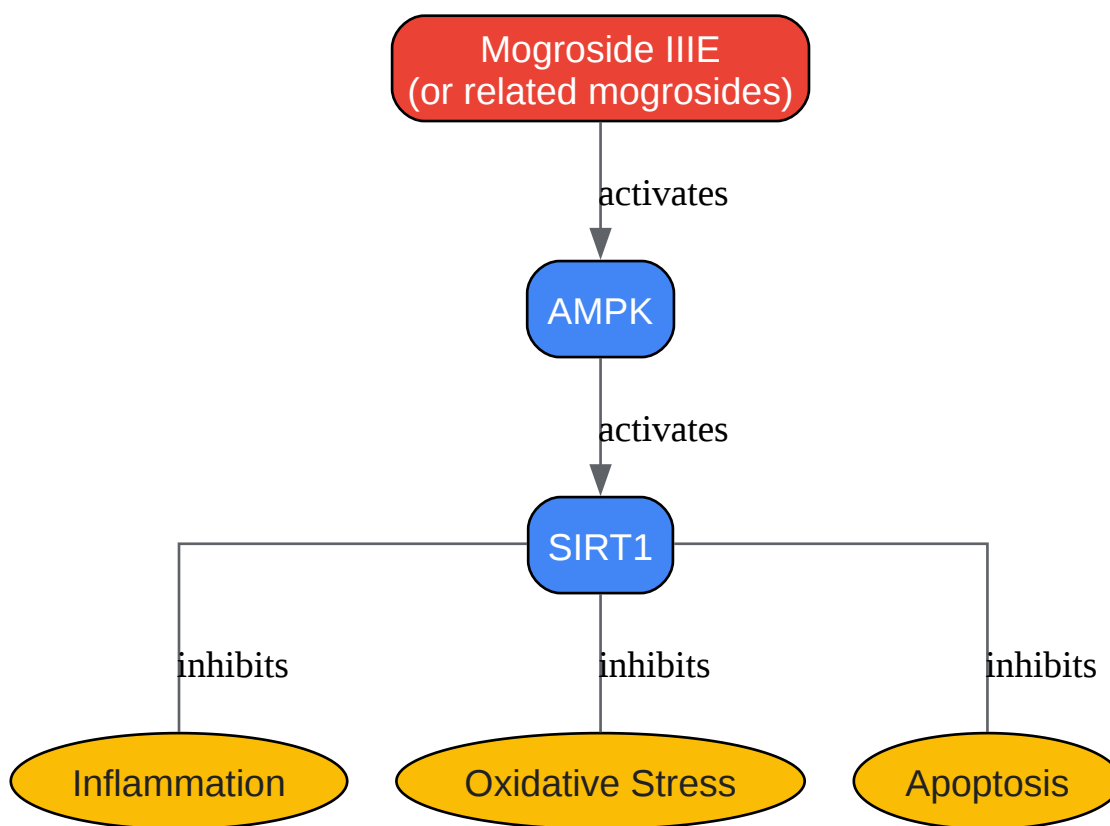 Mogroside IIIE
(or related mogrosides)
activates
AMPK
activates
SIRT1
inhibits
inhibits
inhibits
Inflammation
Oxidative Stress
Apoptosis